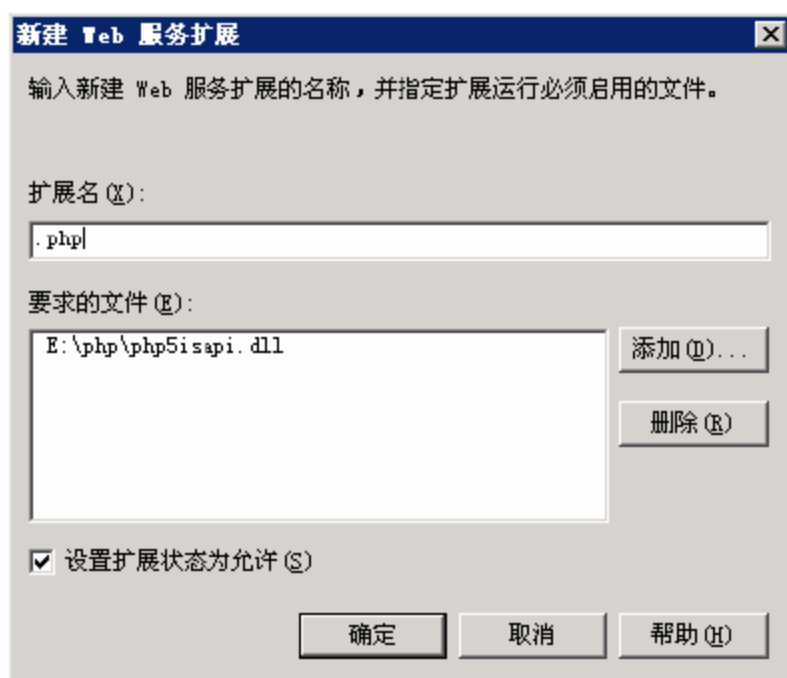 新建 Web 服务扩展
输入新建 Web 服务扩展的名称，并指定扩展运行必须启用的文件。
扩展名(X):
.php
要求的文件(E):
E:\php\php5isapi.dll
添加(D)...
删除(R)
设置扩展状态为允许(S)
确定
取消
帮助(H)